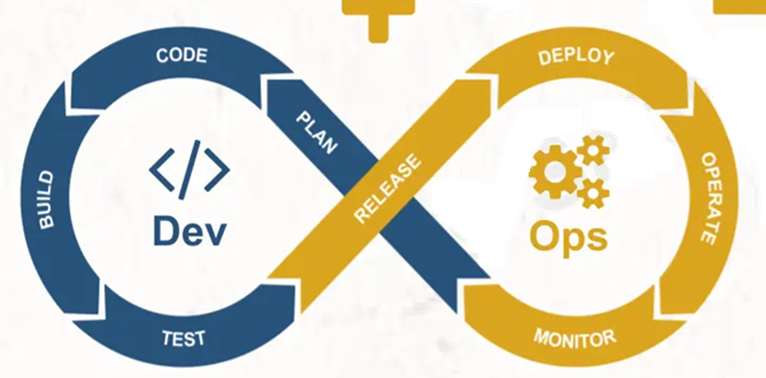 CODE
DEPLOY
PLAN
</>
RELEASE
BUILD
OPERATE
Dev
Ops
TEST
MONITOR